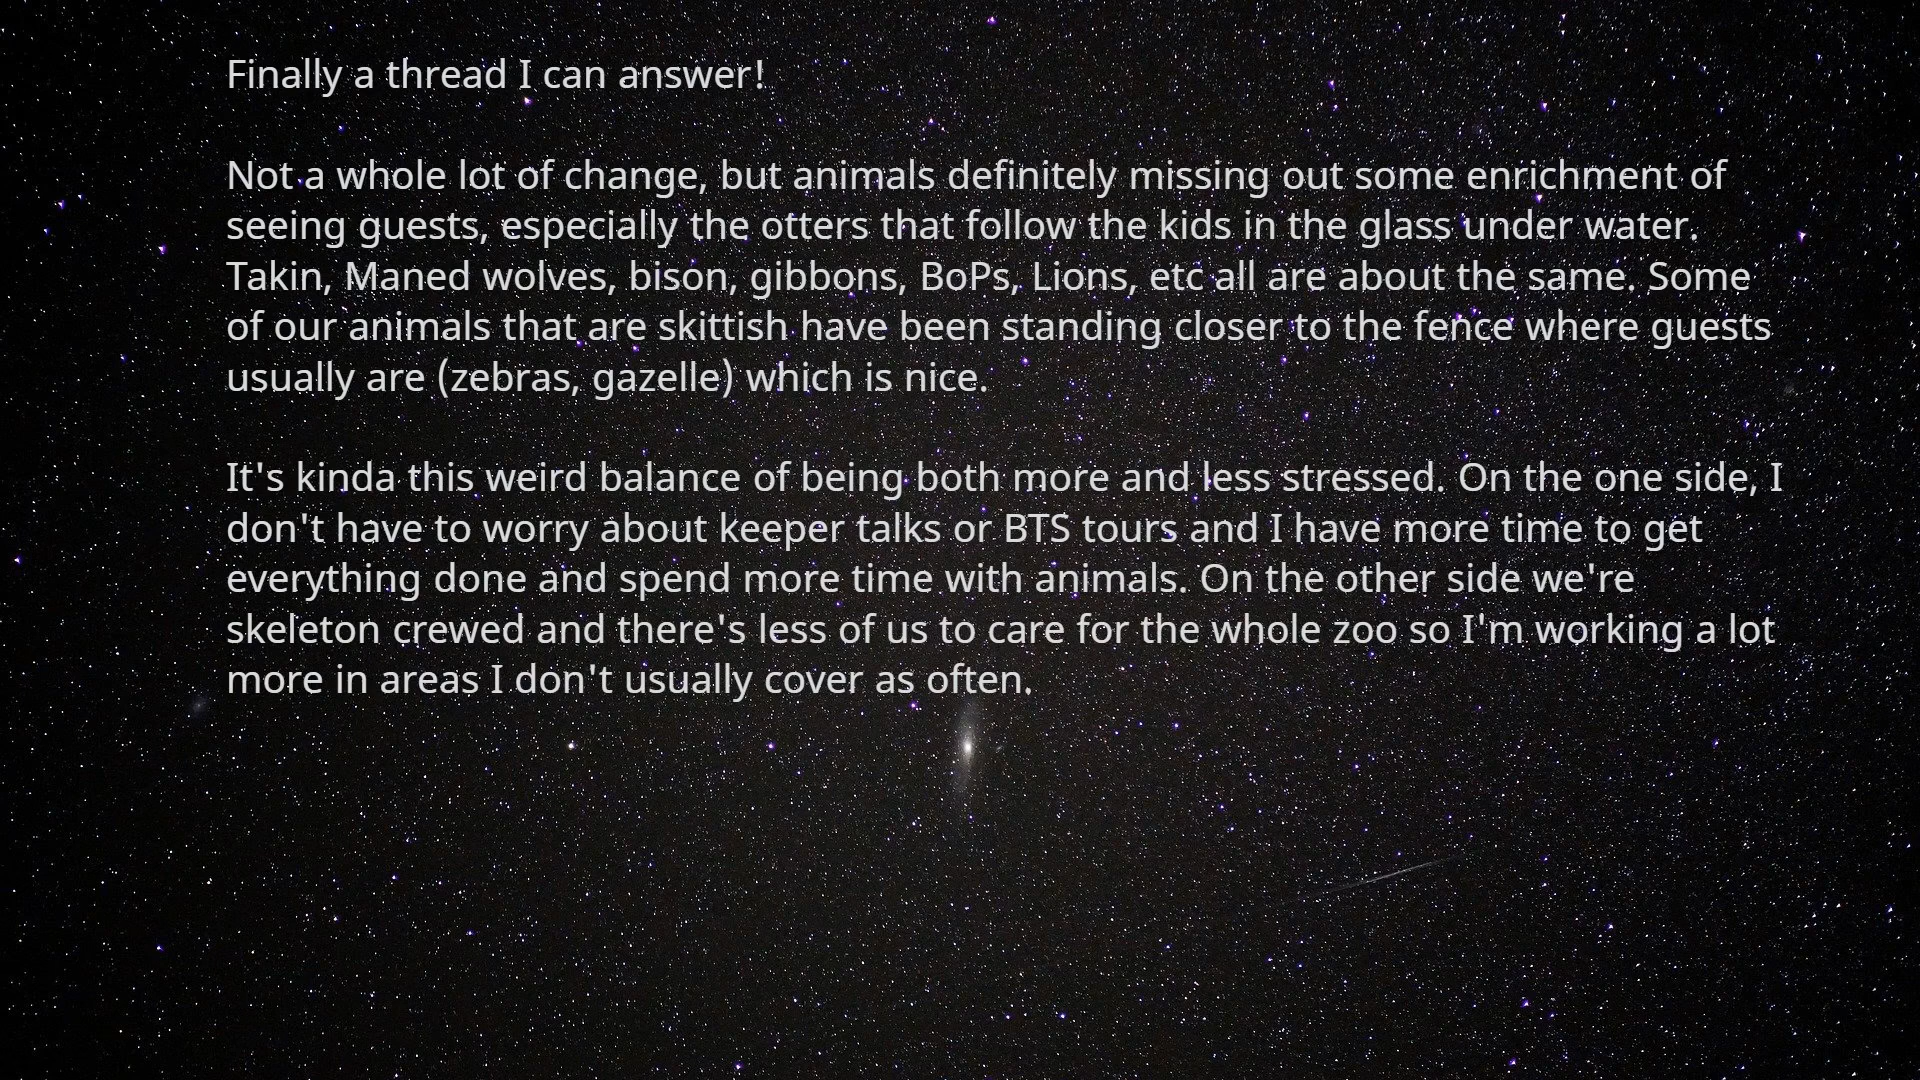 Finally a thread I can answer!
Not a whole lot of change, but animals definitely missing out some enrichment of
seeing guests, especially the otters that follow the kids in the glass under water.
Takin, Maned wolves, bison, gibbons, BoPs, Lions, etc all are about the same. Some
of our animals that are skittish have been standing closer to the fence where guests
usually are (zebras, gazelle) which is nice.
It's kinda this weird balance of being both more and less stressed. On the one side, I
don't have to worry about keeper talks or BTS tours and I have more time to get
everything done and spend more time with animals. On the other side we're
skeleton crewed and there's less of us to care for the whole zoo so I'm working a lot
more in areas I don't usually cover as often.